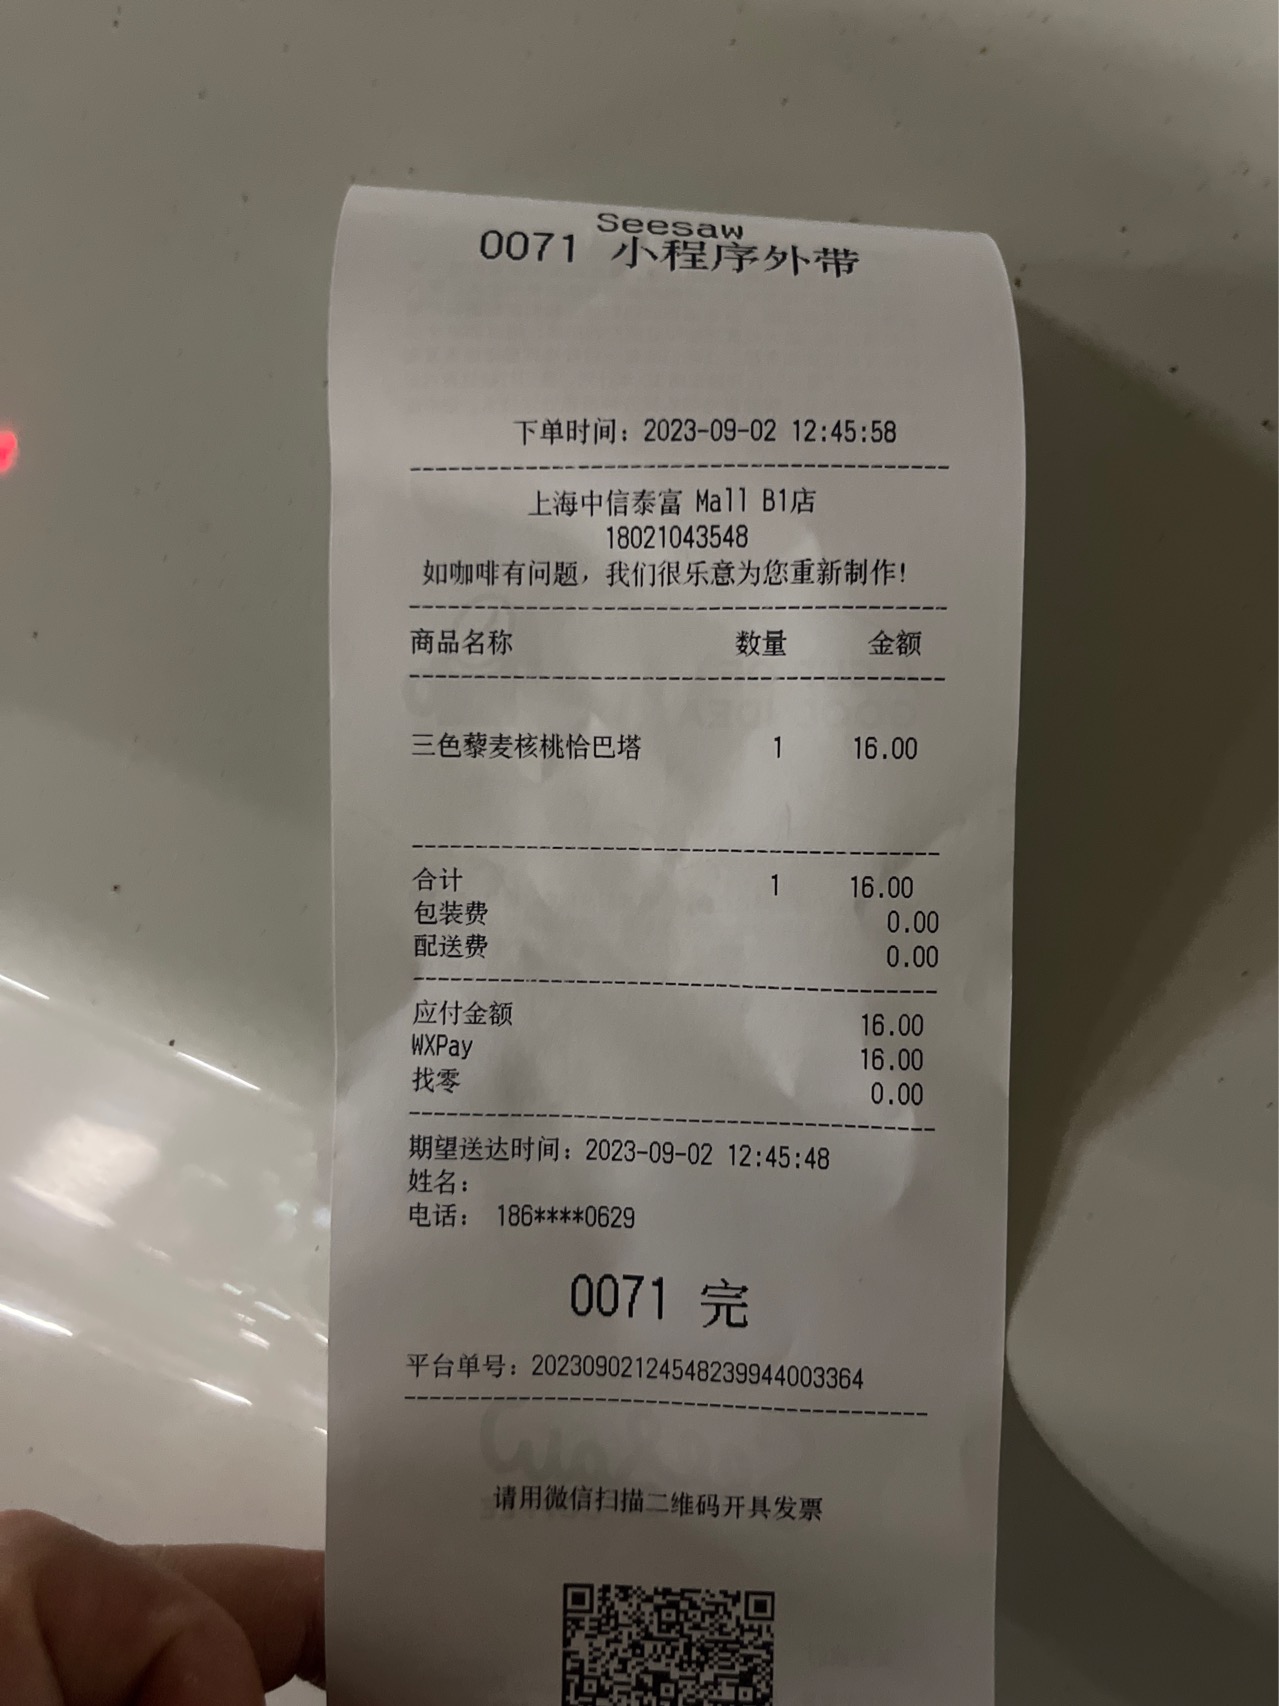 Seesaw
0071 小程序外带
下单时间：2023-09-02 12:45:58
上海中信泰富 Mall B1店
18021043548
如咖啡有问题，我们很乐意为您重新制作！
商品名称 数量 金额
三色藜麦核桃恰巴塔 1 16.00
合计 1 16.00
包装费 0.00
配送费 0.00
应付金额 16.00
WXPay 16.00
找零 0.00
期望送达时间：2023-09-02 12:45:48
姓名：
电话： 186****0629
0071 完
平台单号：20230902124548239944003364
请用微信扫描二维码开具发票